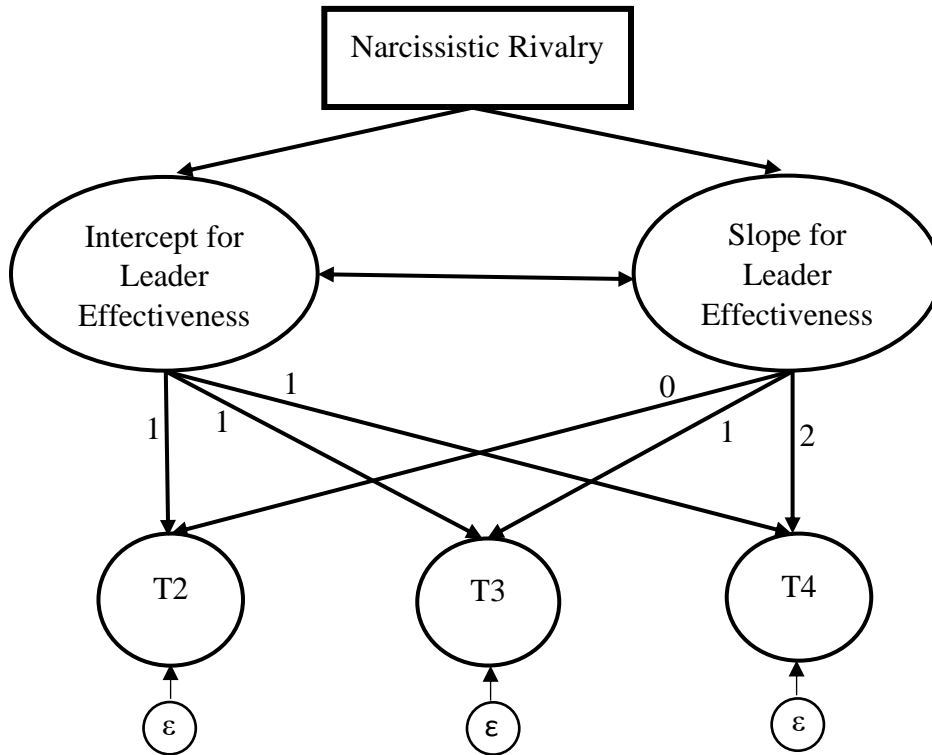 Narcissistic Rivalry
Intercept for
Leader
Effectiveness
Slope for
Leader
Effectiveness
1
1
1
0
1
2
T2
T3
T4
ε
ε
ε